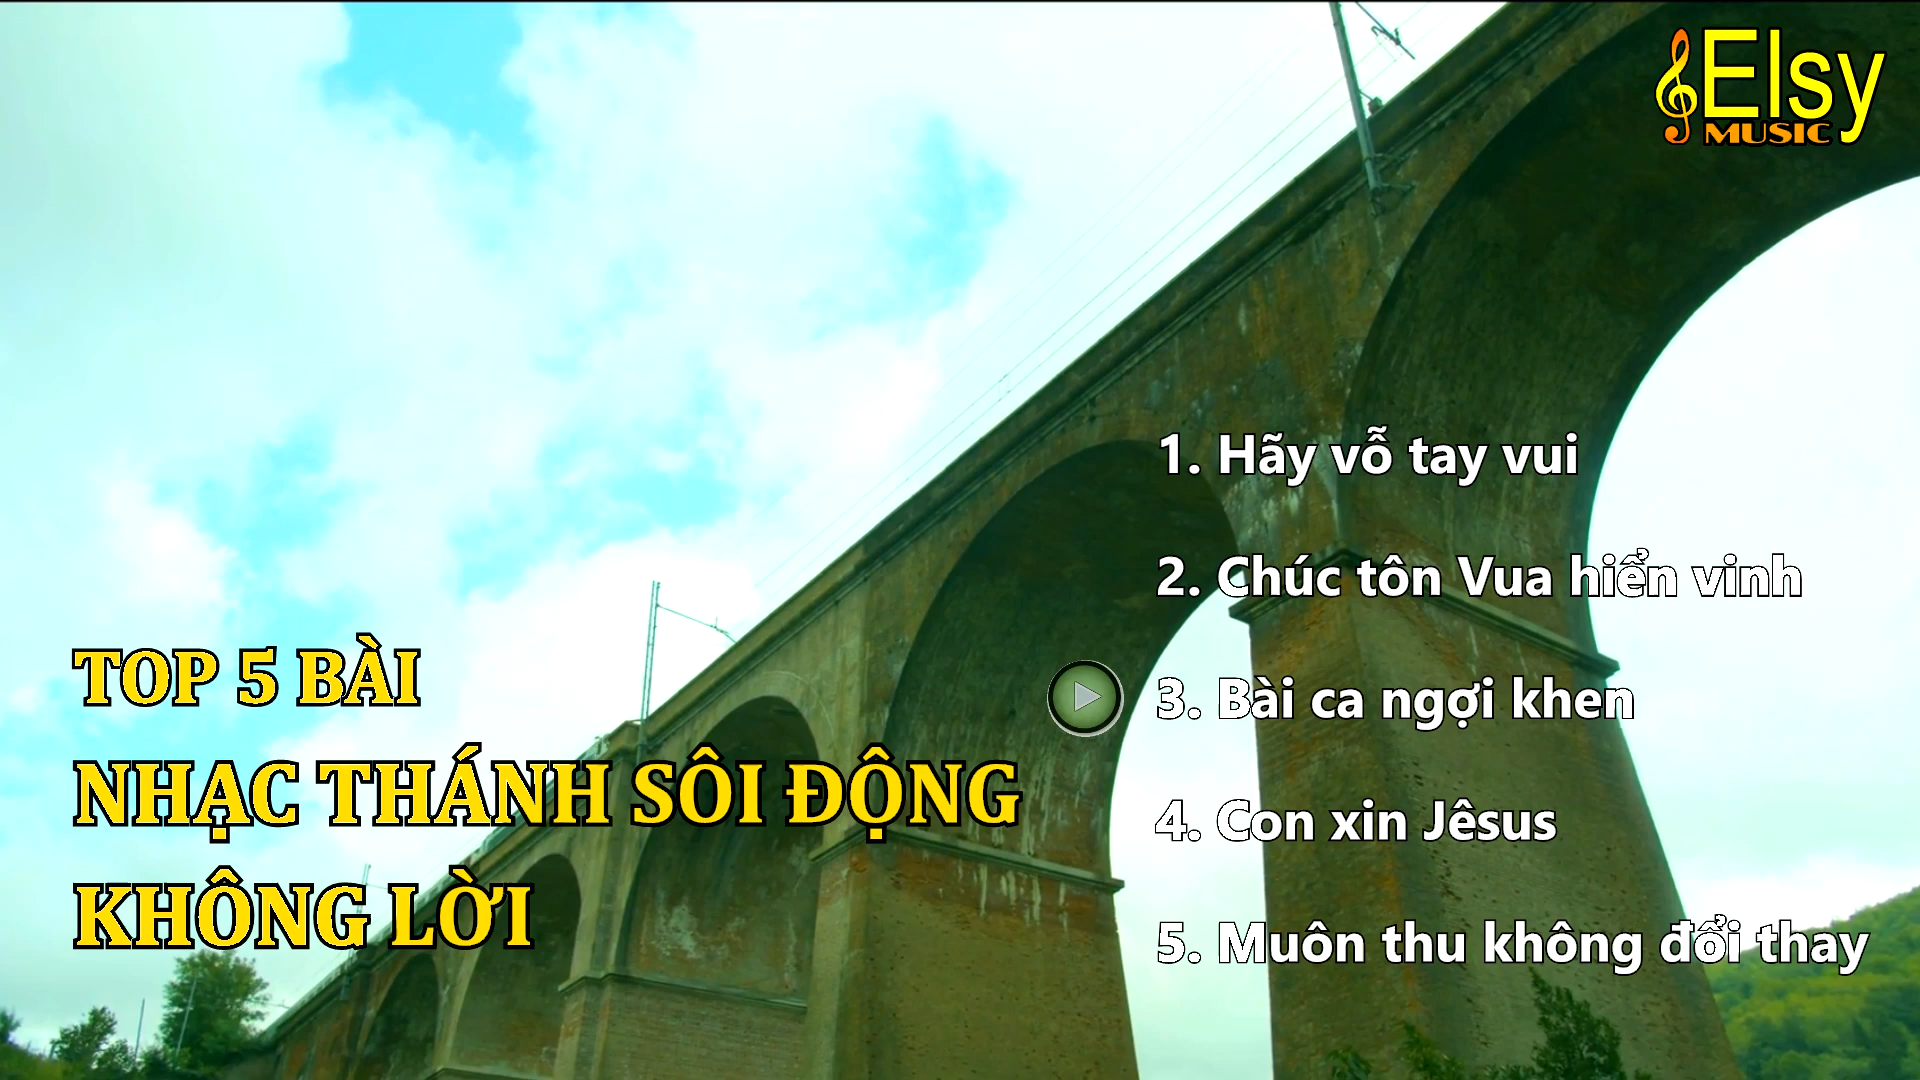 Elsy
MUSIC
TOP 5 BÀI
NHẠC THÁNH SÔI ĐỘNG
KHÔNG LỜI
1. Hãy vỗ tay vui
2. Chúc tôn Vua hiển vinh
3. Bài ca ngợi khen
4. Con xin Jêsus
5. Muôn thu không đổi thay